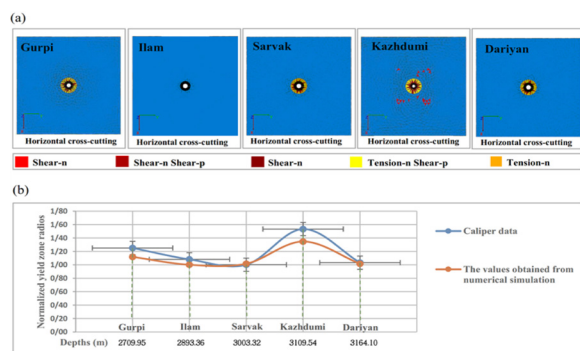 (a)
Gurpi Ilam Sarvak Kazhdumi Dariyan
Horizontal cross-cutting Horizontal cross-cutting Horizontal cross-cutting Horizontal cross-cutting Horizontal cross-cutting
Shear-n Shear-n Shear-p Shear-n Tension-n Shear-p Tension-n
(b)
Normalized yield zone radios
1/80
1/60
1/40
1/20
1/00
0/80
0/60
0/40
0/20
0/00
Caliper data
The values obtained from
numerical simulation
Gurpi Ilam Sarvak Kazhdumi Dariyan
Depths (m) 2709.95 2893.36 3003.32 3109.54 3164.10